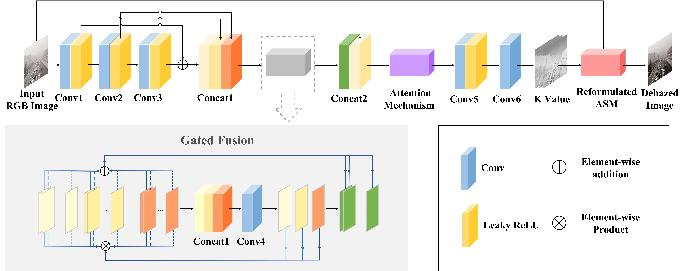 Input
RGB Image
Conv1
Conv2
Conv3
Concat1
Concat2
Attention
Mechanism
Conv5
Conv6
K Value
Reformulated
ASM
Dehazed
Image
Gated Fusion
Concat1
Conv4
Conv
Element-wise
addition
Leaky ReLU
Element-wise
Product